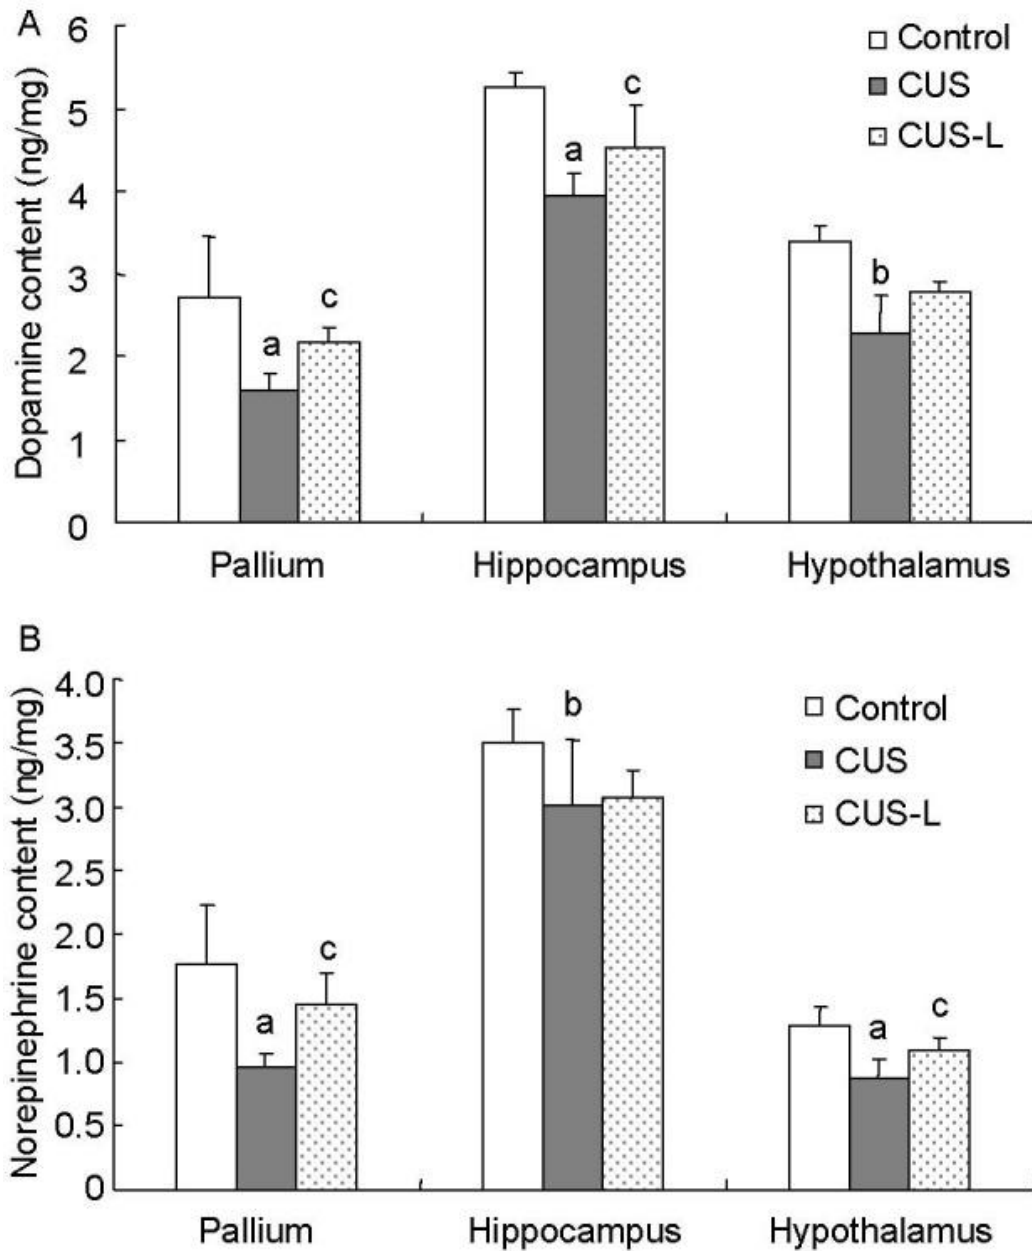 A
Dopamine content (ng/mg)
6
5
4
3
2
1
0
Control
CUS
CUS-L
a
c
a
c
b
Pallium
Hippocampus
Hypothalamus
B
Norepinephrine content (ng/mg)
4.0
3.5
3.0
2.5
2.0
1.5
1.0
0.5
0
Control
CUS
CUS-L
a
c
b
a
c
Pallium
Hippocampus
Hypothalamus